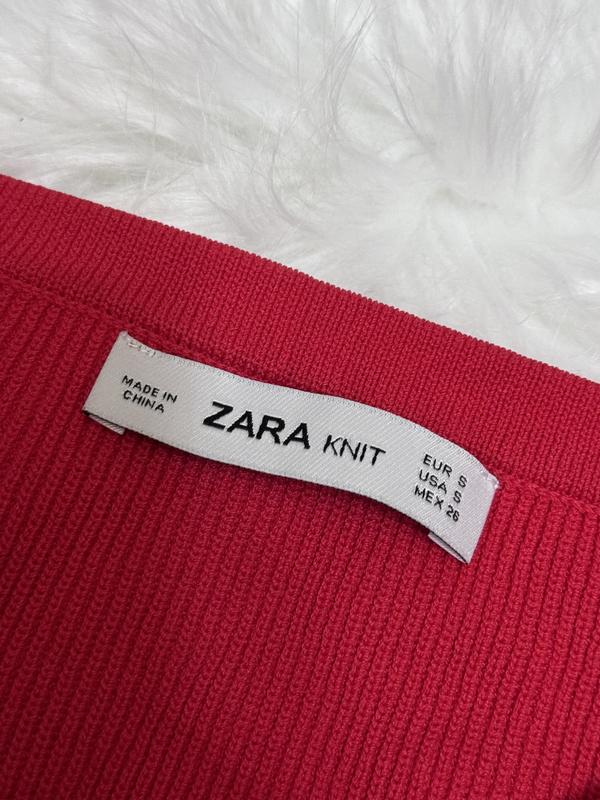 MADE IN
CHINA
ZARA KNIT
EUR S
USA S
MEX 26